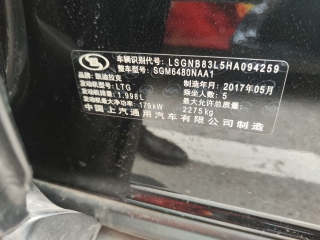 车辆识别代号: LSGNB83L5HA094259
整车型号: SGM6480NAA1
品牌: 凯迪拉克 制造年月: 2017年05月
发动机型号: LTG 乘坐人数: 5
发动机排量: 1.998L 最大允许总质量:
发动机最大净功率: 179kW 2275kg
中国上汽通用汽车有限公司制造